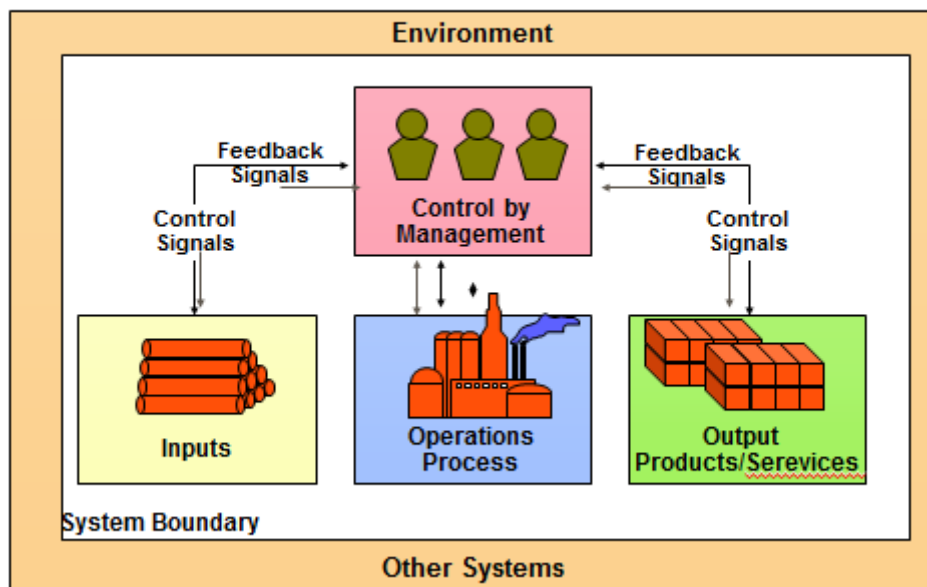 Environment
Feedback
Signals
Feedback
Signals
Control by
Management
Control
Signals
Control
Signals
Inputs
Operations
Process
Output
Products/Serevices
System Boundary
Other Systems